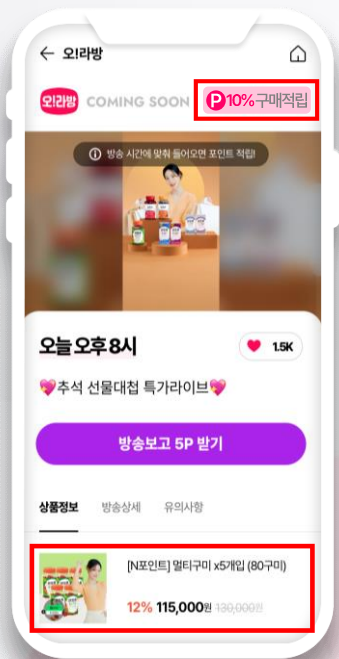 오!라방
오!라방 COMING SOON P 10% 구매적립
방송 시간에 맞춰 들어오면 포인트 적립!
오늘 오후 8시
1.5K
💖추석 선물대첩 특가라이브💖
방송보고 5P 받기
상품정보 방송상세 유의사항
[N포인트] 멀티구미 x5개입 (80구미)
12% 115,000원 130,000원